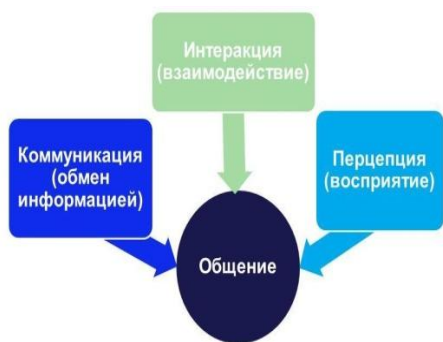 Интеракция
(взаимодействие)
Коммуникация
(обмен
информацией)
Перцепция
(восприятие)
Общение